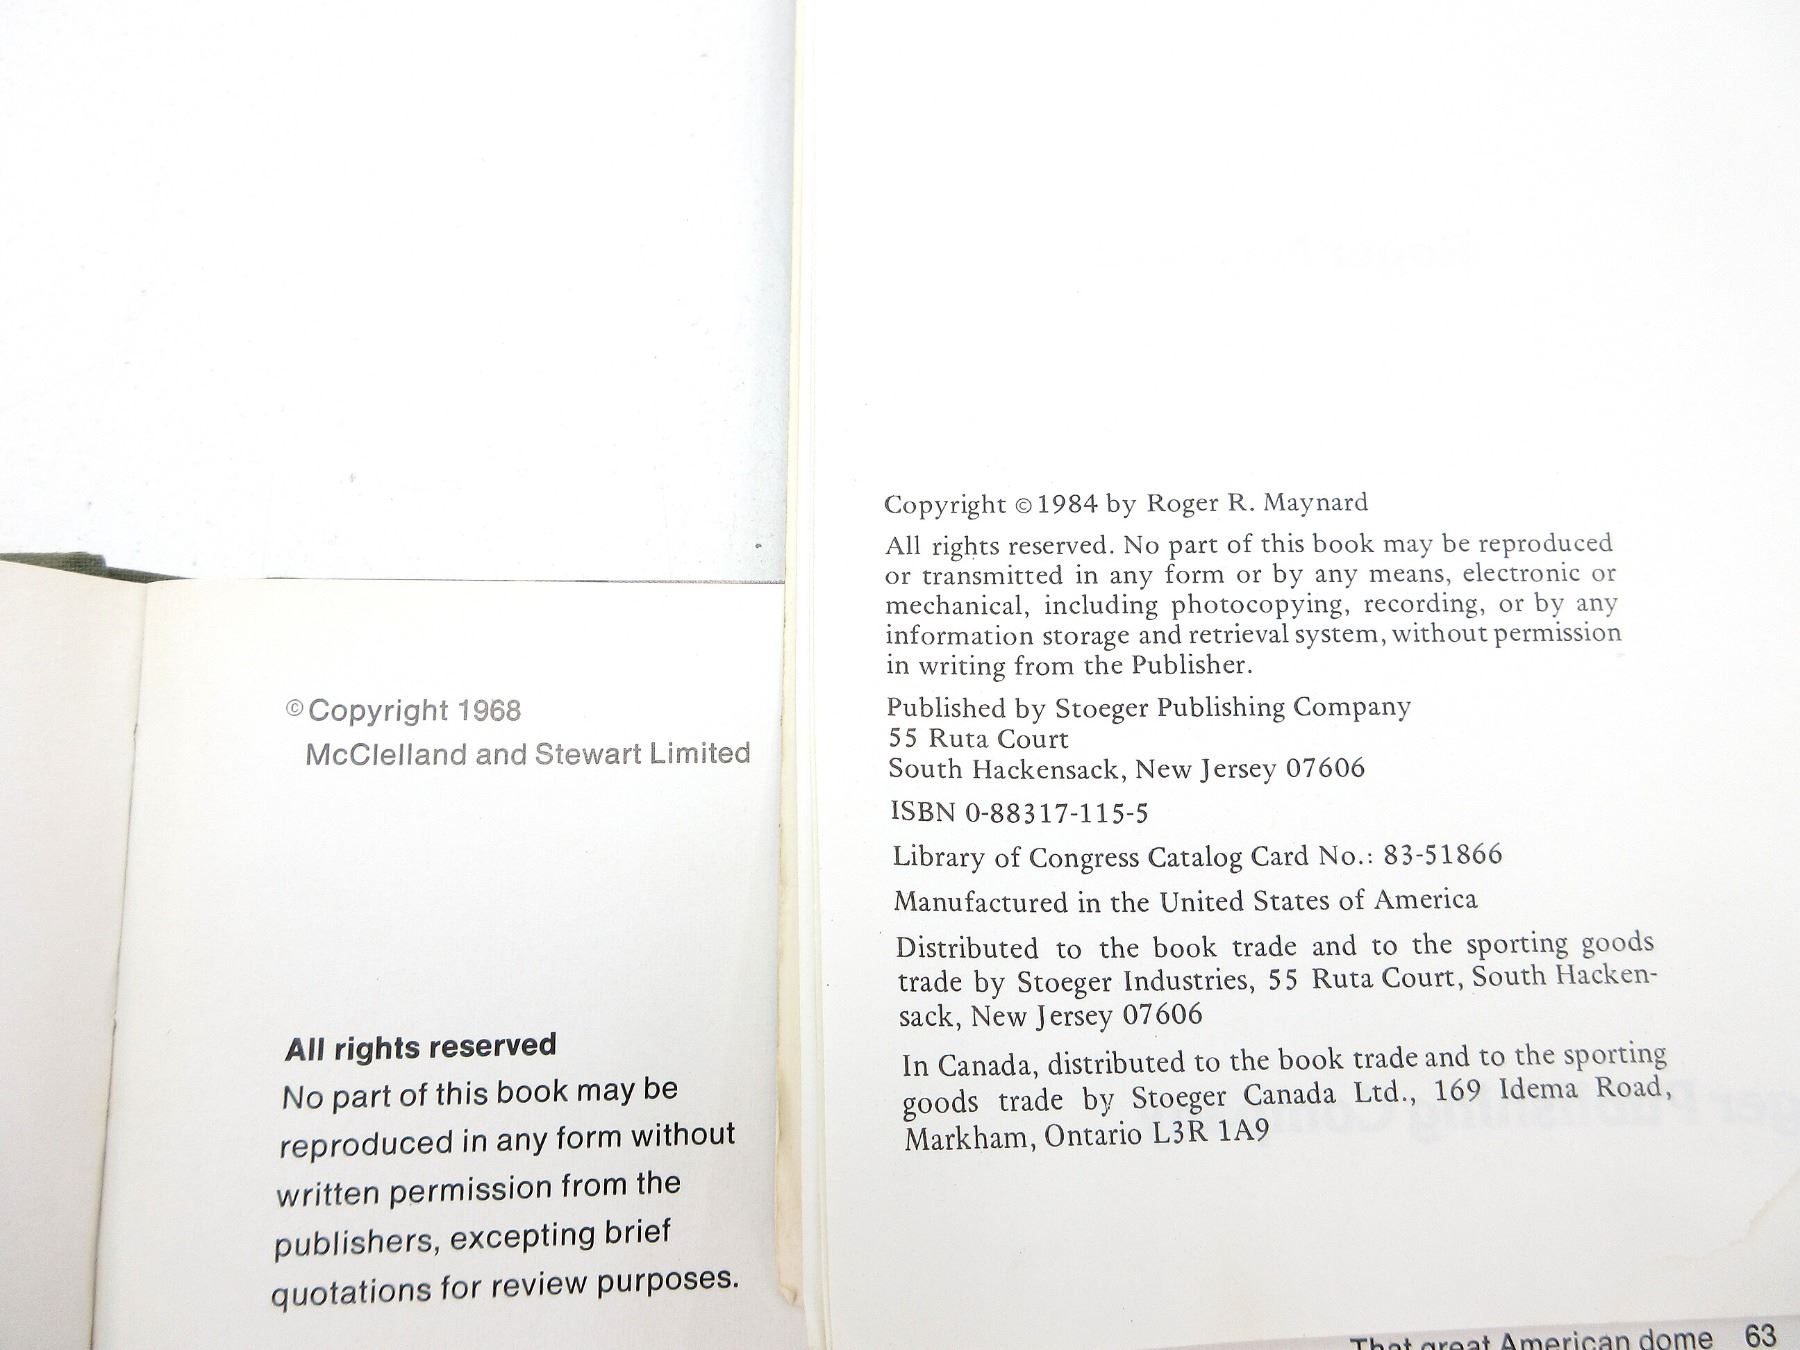 © Copyright 1968
McClelland and Stewart Limited
All rights reserved
No part of this book may be
reproduced in any form without
written permission from the
publishers, excepting brief
quotations for review purposes.
Copyright © 1984 by Roger R. Maynard
All rights reserved. No part of this book may be reproduced
or transmitted in any form or by any means, electronic or
mechanical, including photocopying, recording, or by any
information storage and retrieval system, without permission
in writing from the Publisher.
Published by Stoeger Publishing Company
55 Ruta Court
South Hackensack, New Jersey 07606
ISBN 0-88317-115-5
Library of Congress Catalog Card No.: 83-51866
Manufactured in the United States of America
Distributed to the book trade and to the sporting goods
trade by Stoeger Industries, 55 Ruta Court, South Hacken-
sack, New Jersey 07606
In Canada, distributed to the book trade and to the sporting
goods trade by Stoeger Canada Ltd., 169 Idema Road,
Markham, Ontario L3R 1A9
That great American dome 63